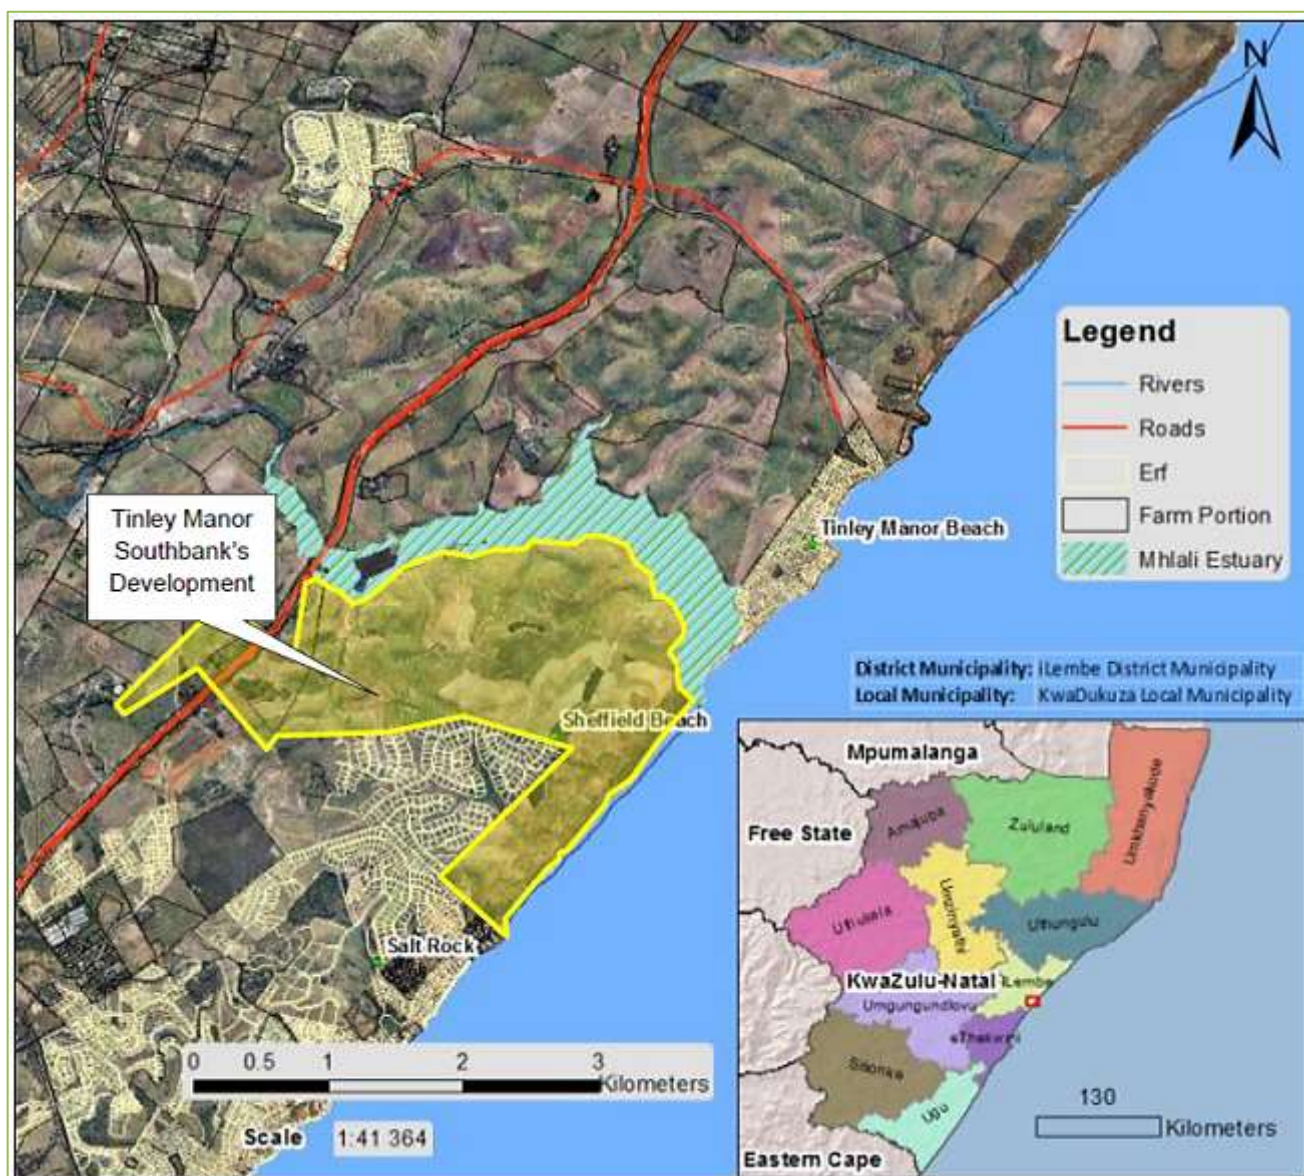 N
Legend
Rivers
Roads
Erf
Farm Portion
Mhlali Estuary
Tinley Manor
Southbank's
Development
Tinley Manor Beach
Sheffield Beach
Salt Rock
District Municipality: iLembe District Municipality
Local Municipality: KwaDukuza Local Municipality
Mpumalanga
Free State
Amajuba
Zululand
Umkhanyakude
Uthukela
Umzinyathi
Uthungulu
KwaZulu-Natal
iLembe
Umgungundlovu
eThekwini
Sisonke
Ugu
Eastern Cape
130
Kilometers
0 0.5 1 2 3
Kilometers
Scale 1:41 364